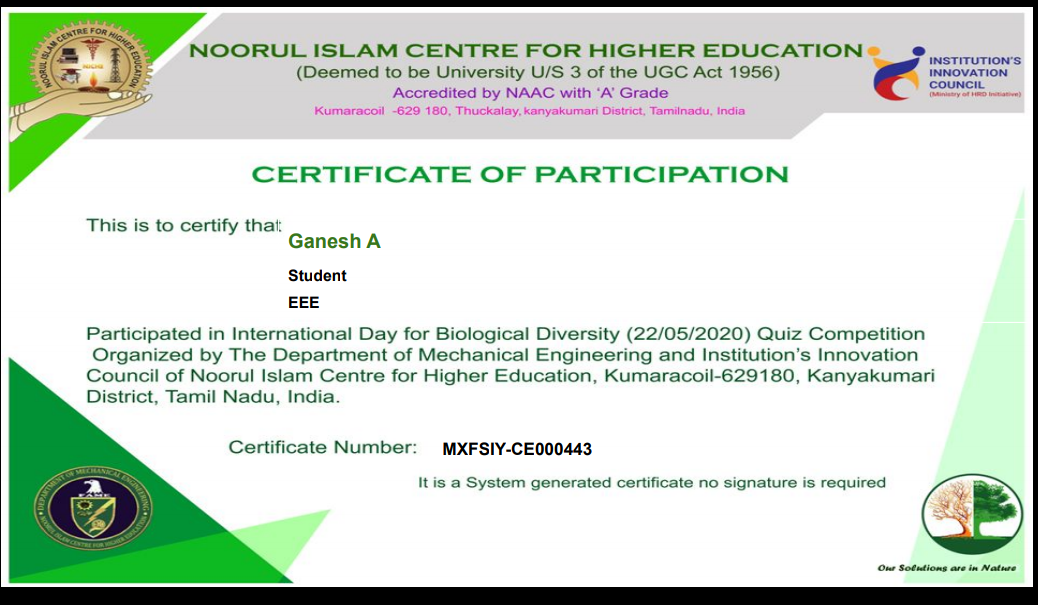 NOORUL ISLAM CENTRE FOR HIGHER EDUCATION
NOORUL ISLAM CENTRE FOR HIGHER EDUCATION
(Deemed to be University U/S 3 of the UGC Act 1956)
Accredited by NAAC with ‘A’ Grade
Kumaracoil -629 180, Thuckalay, kanyakumari District, Tamilnadu, India
INSTITUTION'S
INNOVATION
COUNCIL
(Ministry of HRD Initiative)
CERTIFICATE OF PARTICIPATION
This is to certify that
Ganesh A
Student
EEE
Participated in International Day for Biological Diversity (22/05/2020) Quiz Competition
Organized by The Department of Mechanical Engineering and Institution’s Innovation
Council of Noorul Islam Centre for Higher Education, Kumaracoil-629180, Kanyakumari
District, Tamil Nadu, India.
Certificate Number: MXFSIY-CE000443
It is a System generated certificate no signature is required
DEPARTMENT OF MECHANICAL ENGINEERING
FAME
NOORUL ISLAM CENTRE FOR HIGHER EDUCATION
Our Solutions are in Nature